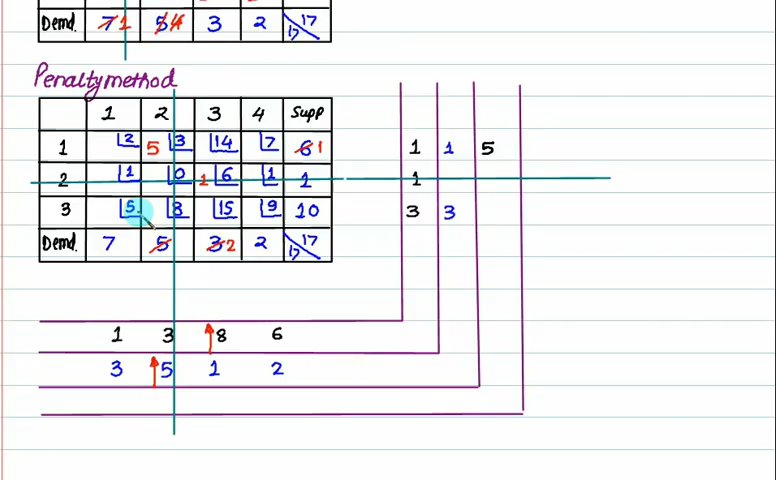 Demd. 7 1 5 4 3 2 17 17
Penalty method
1 2 3 4 Supp
1 2 5 3 14 7 6 1 1 1 5
2 1 0 1 6 1 1 1
3 5 8 15 9 10 3 3
Demd. 7 5 3 2 2 17 17
1 3 8 6
3 5 1 2